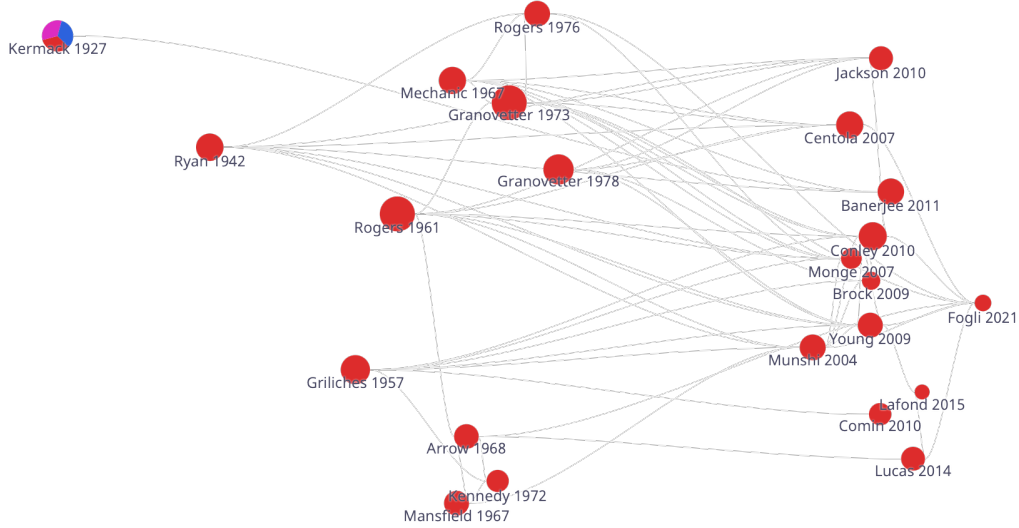 Rogers 1976
Kermack 1927
Jackson 2010
Mechanic 1967
Granovetter 1973
Centola 2007
Ryan 1942
Granovetter 1978
Banerjee 2011
Rogers 1961
Conley 2010
Monge 2007
Brock 2009
Fogli 2021
Young 2009
Munshi 2004
Griliches 1957
Lafond 2015
Comin 2010
Arrow 1968
Lucas 2014
Kennedy 1972
Mansfield 1967